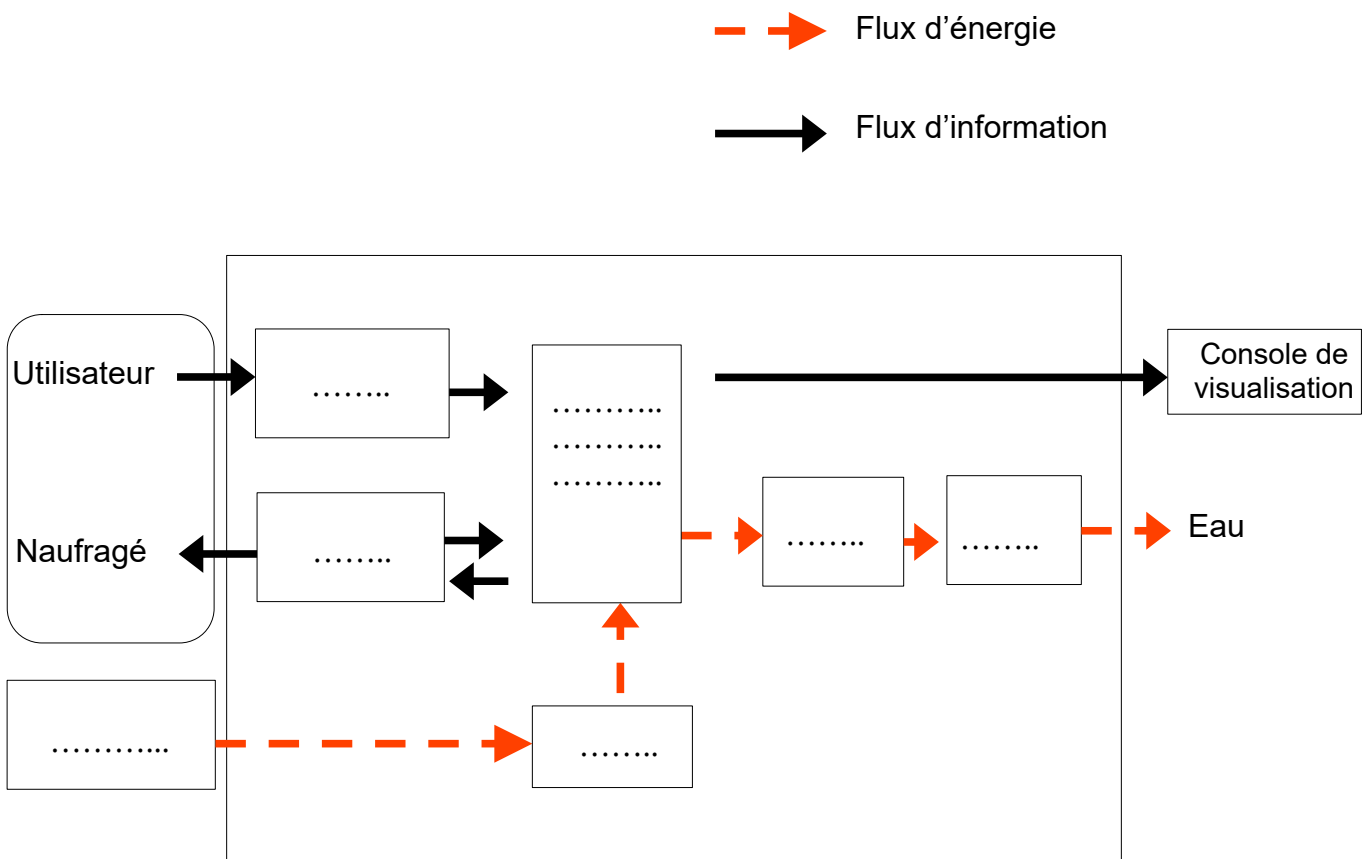 Flux d’énergie
Flux d’information
Utilisateur
……..
………..
………..
………..
Console de
visualisation
Naufragé
……..
……..
……..
Eau
………...
……..